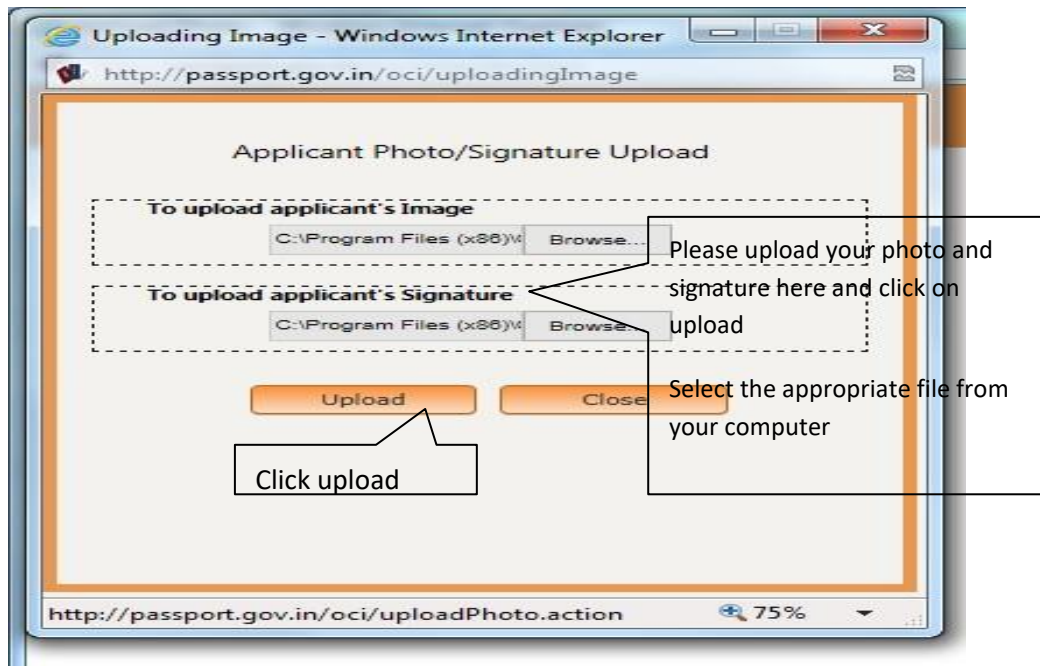 Uploading Image - Windows Internet Explorer
http://passport.gov.in/oci/uploadingImage
Applicant Photo/Signature Upload
To upload applicant's Image
C:\Program Files (x86)\ Browse...
To upload applicant's Signature
C:\Program Files (x86)\ Browse...
Please upload your photo and
signature here and click on
upload
Select the appropriate file from
your computer
Upload Close
Click upload
http://passport.gov.in/oci/uploadPhoto.action 75%